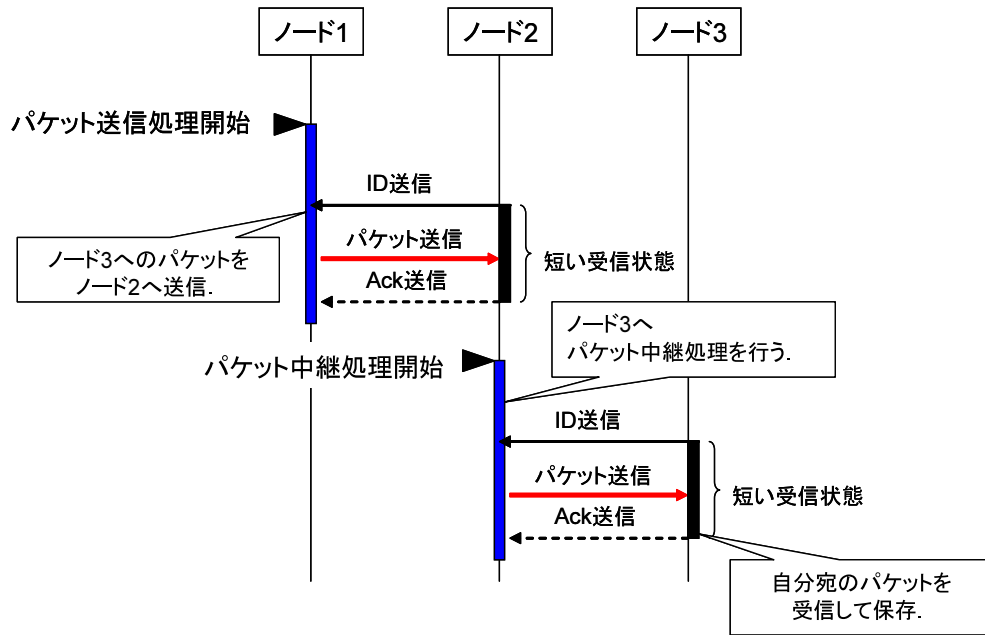 ノード1
ノード2
ノード3
パケット送信処理開始
ID送信
ノード3へのパケットを
ノード2へ送信.
パケット送信
短い受信状態
Ack送信
ノード3へ
パケット中継処理を行う.
パケット中継処理開始
ID送信
パケット送信
短い受信状態
Ack送信
自分宛のパケットを
受信して保存.